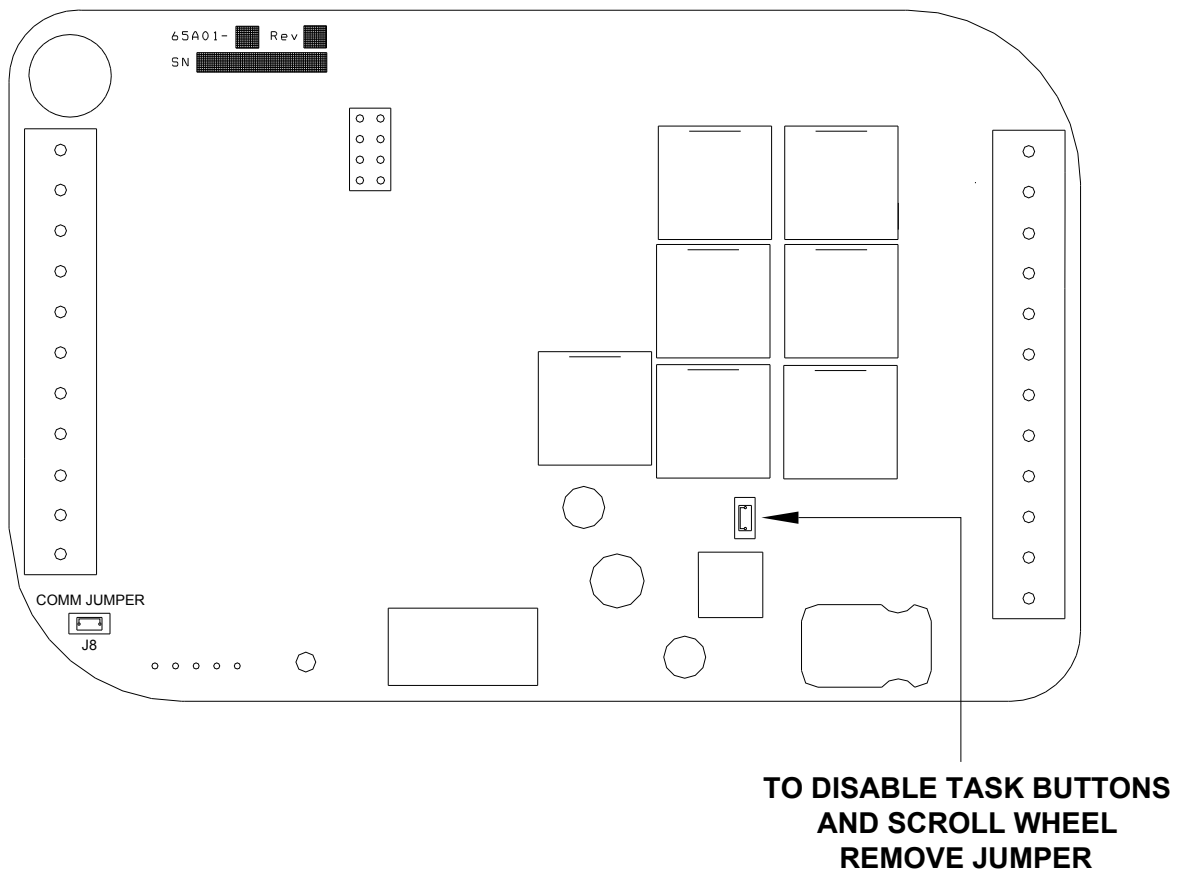 65A01- Rev
SN
COMM JUMPER
J8
TO DISABLE TASK BUTTONS
AND SCROLL WHEEL
REMOVE JUMPER